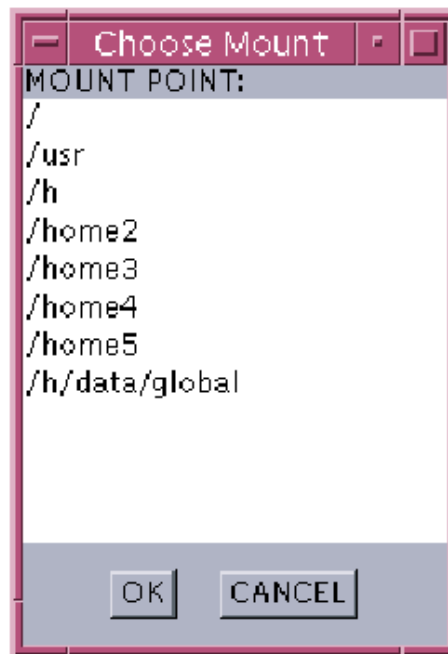 Choose Mount
MOUNT POINT:
/
/usr
/h
/home2
/home3
/home4
/home5
/h/data/global
OK CANCEL